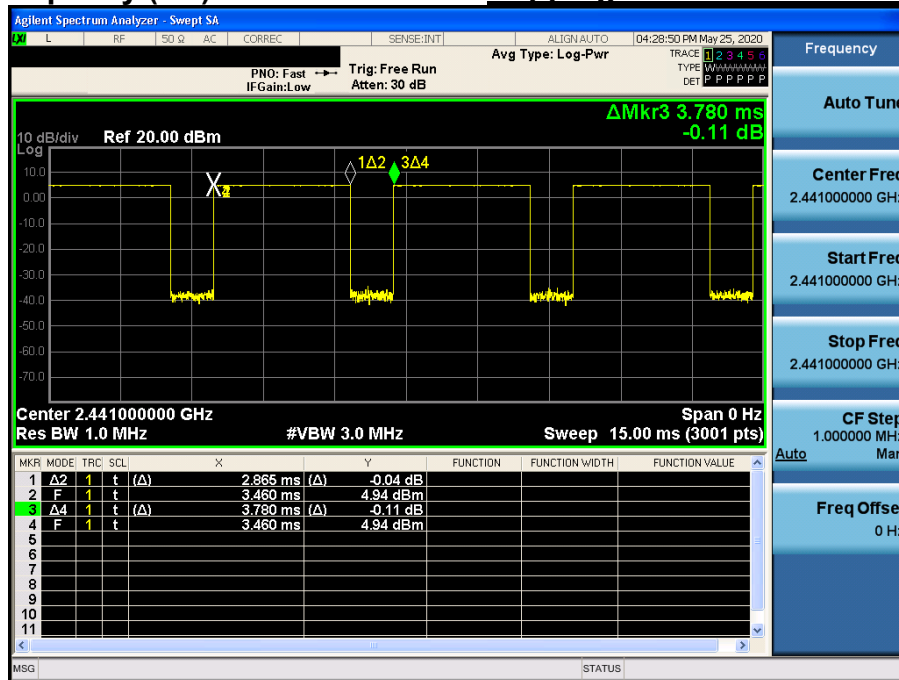 Agilent Spectrum Analyzer - Swept SA
LXI L RF 50 Ω AC CORREC SENSE:INT ALIGN AUTO 04:28:50 PM May 25, 2020
Frequency
Avg Type: Log-Pwr
TRACE 1 2 3 4 5 6
PNO: Fast Trig: Free Run
TYPE
IFGain:Low Atten: 30 dB
DET P P P P P P
Auto Tune
ΔMkr3 3.780 ms
-0.11 dB
10 dB/div Ref 20.00 dBm
Log
1Δ2 3Δ4
X
10.0
0.00
-10.0
-20.0
-30.0
-40.0
-50.0
-60.0
-70.0
Center Freq
2.441000000 GH
Start Freq
2.441000000 GH
Stop Freq
2.441000000 GH
Center 2.441000000 GHz Span 0 Hz
Res BW 1.0 MHz #VBW 3.0 MHz Sweep 15.00 ms (3001 pts)
CF Step
1.000000 MH
Auto Man
MKR MODE TRC SCL X Y FUNCTION FUNCTION WIDTH FUNCTION VALUE
1 Δ2 1 t (Δ) 2.865 ms (Δ) -0.04 dB
2 F 1 t 3.460 ms 4.94 dBm
3 Δ4 1 t (Δ) 3.780 ms (Δ) -0.11 dB
4 F 1 t 3.460 ms 4.94 dBm
5
6
7
8
9
10
11
Freq Offse
0 H
MSG STATUS